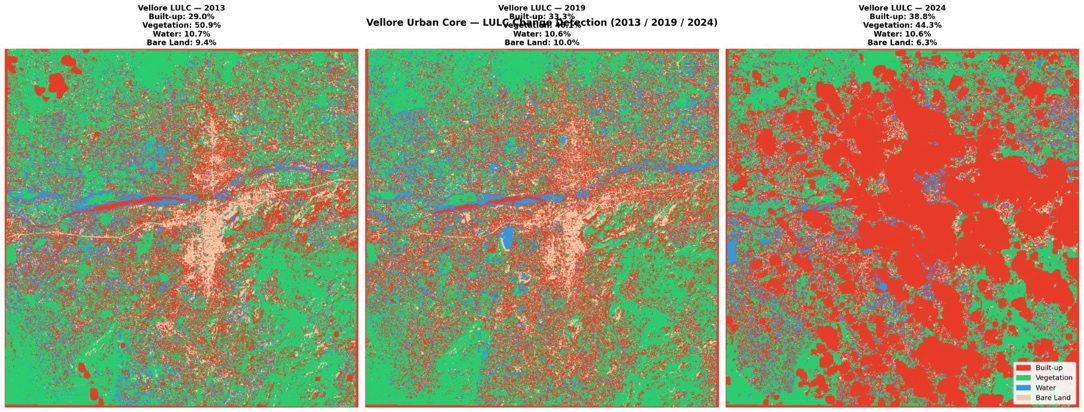 Vellore Urban Core — LULC Change Detection (2013 / 2019 / 2024)
Vellore LULC — 2013
Built-up: 29.0%
Vegetation: 50.9%
Water: 10.7%
Bare Land: 9.4%
Vellore LULC — 2019
Built-up: 33.3%
Vegetation: 46.1%
Water: 10.6%
Bare Land: 10.0%
Vellore LULC — 2024
Built-up: 38.8%
Vegetation: 44.3%
Water: 10.6%
Bare Land: 6.3%
Built-up
Vegetation
Water
Bare Land